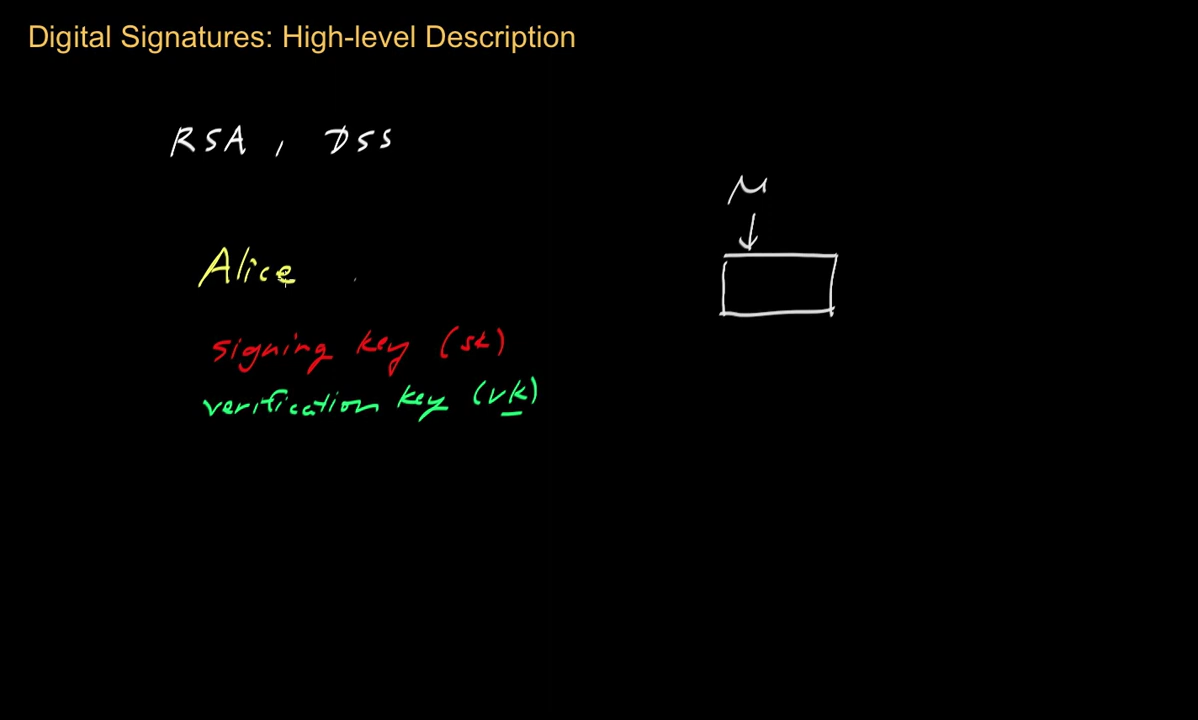 Digital Signatures: High-level Description
RSA, DSS
M
Alice
signing key (sk)
verification key (vk)